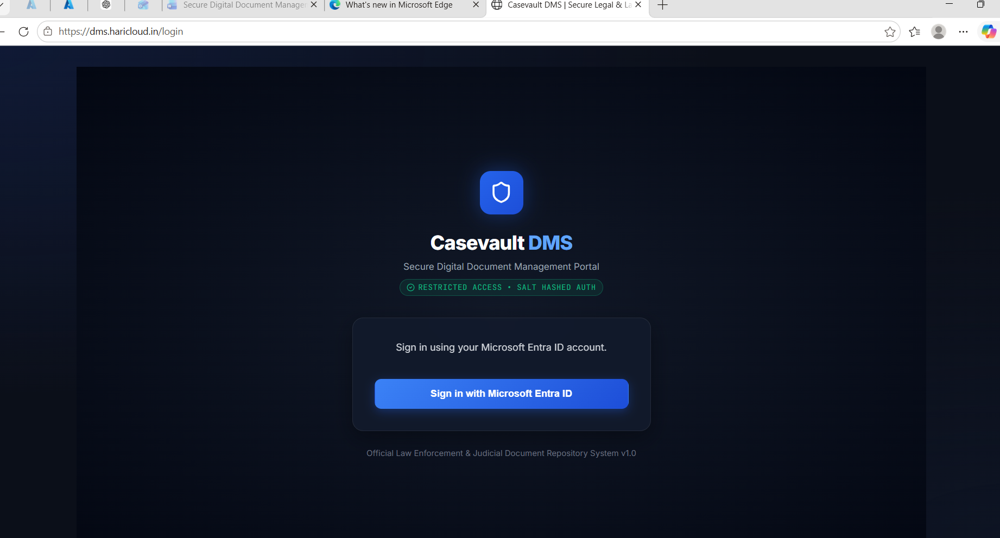 Secure Digital Document Manager
What's new in Microsoft Edge
Casevault DMS | Secure Legal & La
https://dms.haricloud.in/login
Casevault DMS
Secure Digital Document Management Portal
RESTRICTED ACCESS • SALT HASHED AUTH
Sign in using your Microsoft Entra ID account.
Sign in with Microsoft Entra ID
Official Law Enforcement & Judicial Document Repository System v1.0